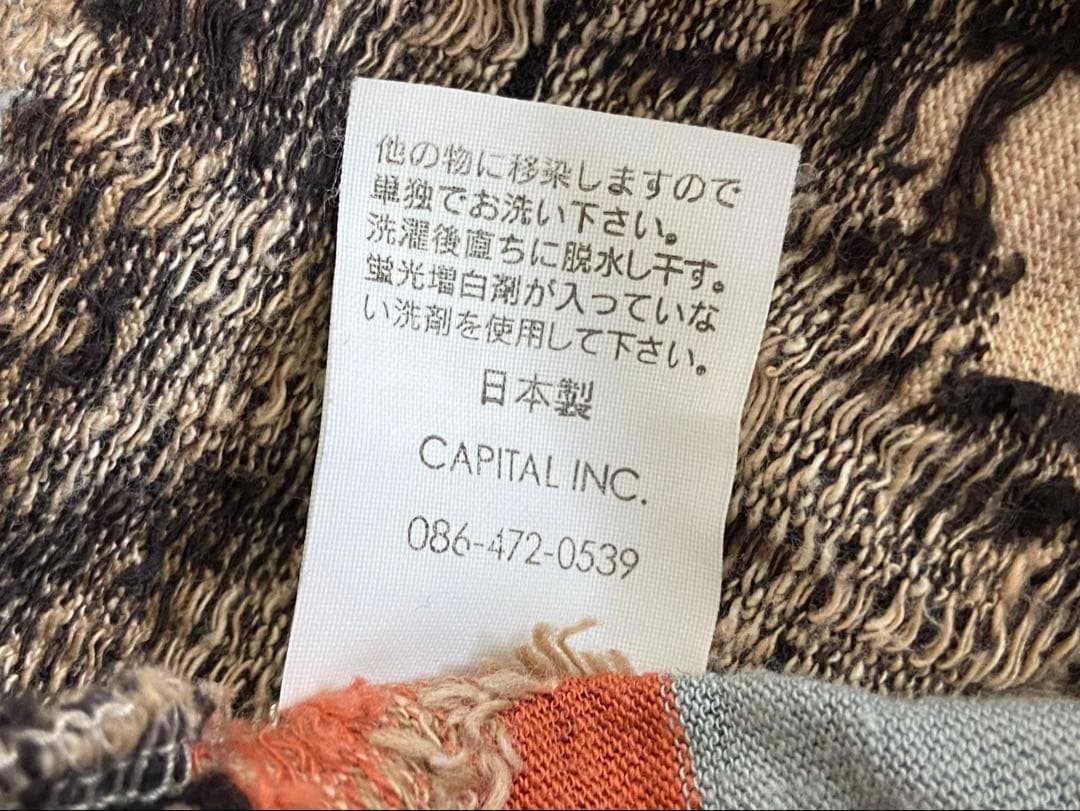 他の物に移染しますので
単独でお洗い下さい。
洗濯後直ちに脱水し干す。
蛍光増白剤が入っていな
い洗剤を使用して下さい。
日本製
CAPITAL INC.
086-472-0539